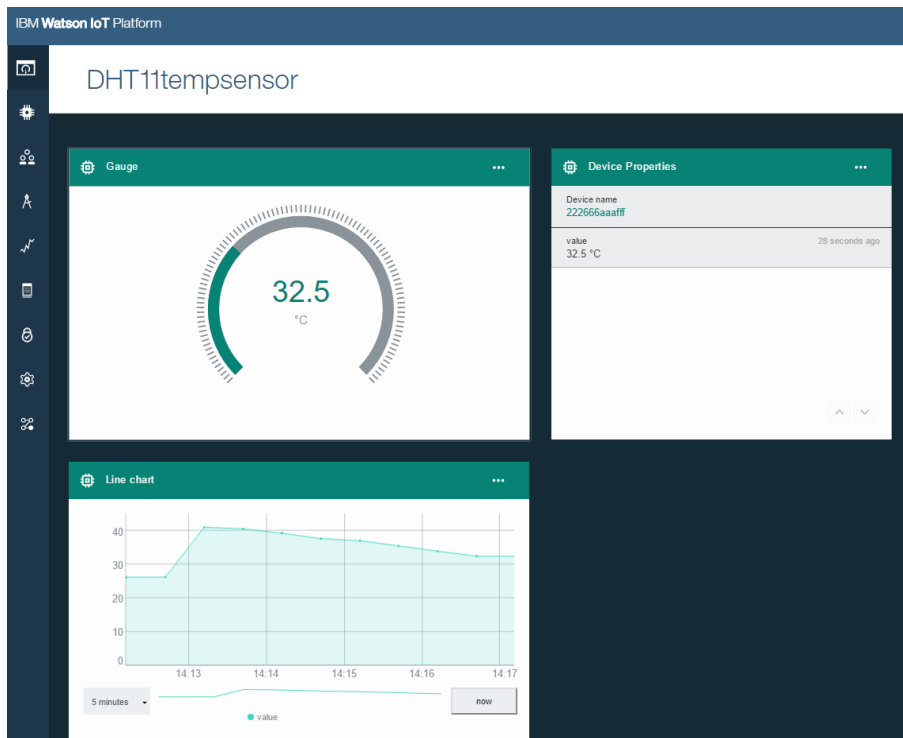 IBM Watson IoT Platform
DHT11tempsensor
Gauge
32.5
°C
Device Properties
Device name
222666aaafff
value
28 seconds ago
32.5 °C
Line chart
40
30
20
10
0
14:13 14:14 14:15 14:16 14:17
5 minutes
now
value